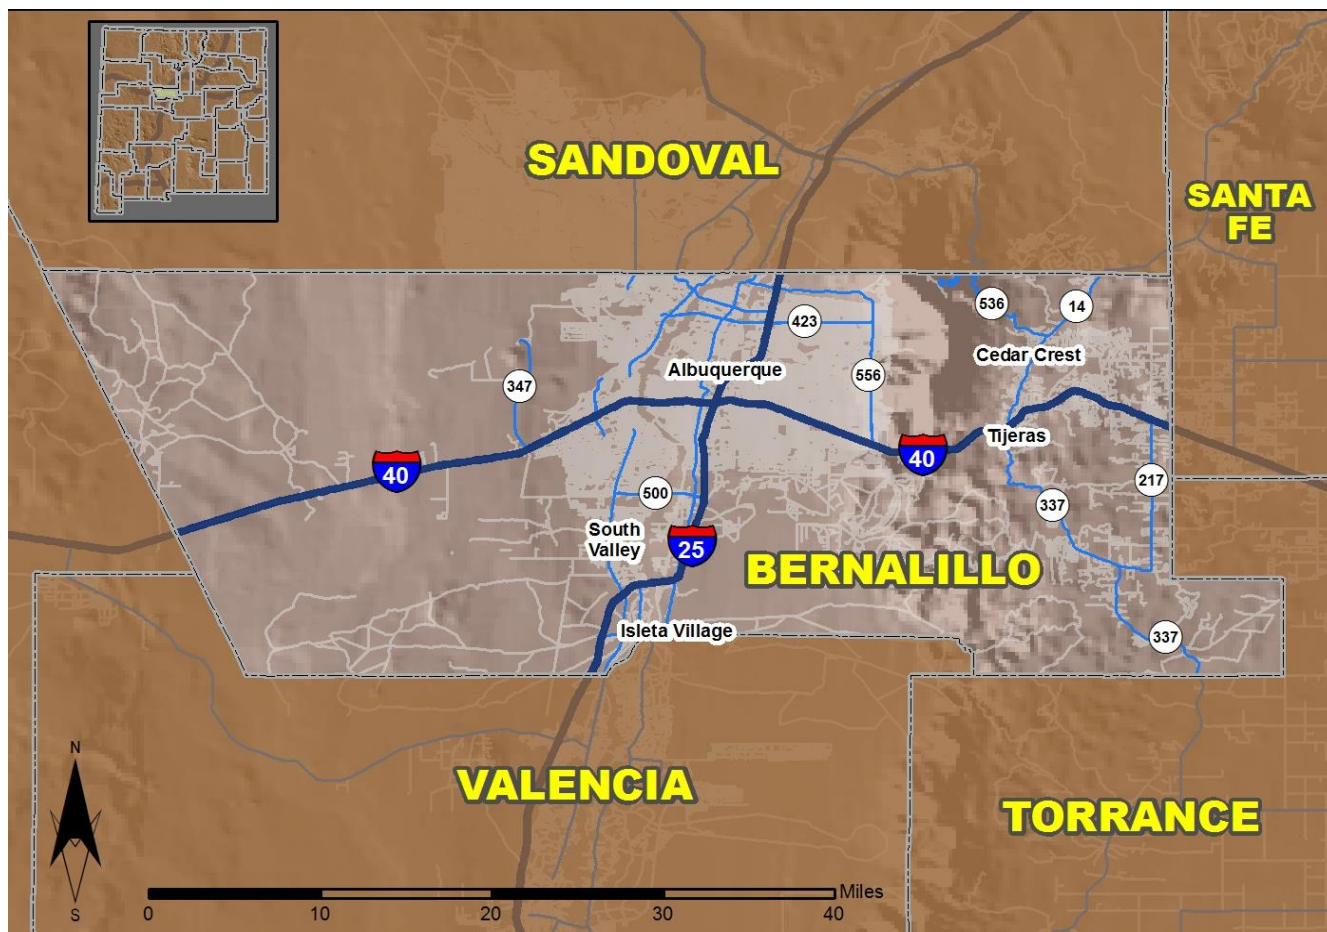 SANDOVAL
SANTA
FE
536
14
423
Cedar Crest
Albuquerque
556
347
Tijeras
40
40
217
500
337
South
Valley
25
BERNALILLO
Isleta Village
337
N
VALENCIA
TORRANCE
S
Miles
0
10
20
30
40